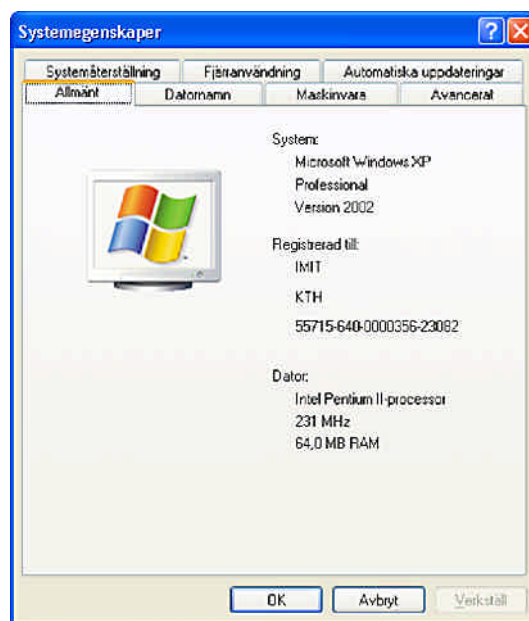 Systemegenskaper
Systemåterställning Fjärranvändning Automatiska uppdateringar
Allmänt Datornamn Maskinvara Avancerat
System:
Microsoft Windows XP
Professional
Version 2002
Registrerad till:
IMIT
KTH
55715-640-0000356-23082
Dator:
Intel Pentium II-processor
231 MHz
64,0 MB RAM
OK Avbryt Verkställ